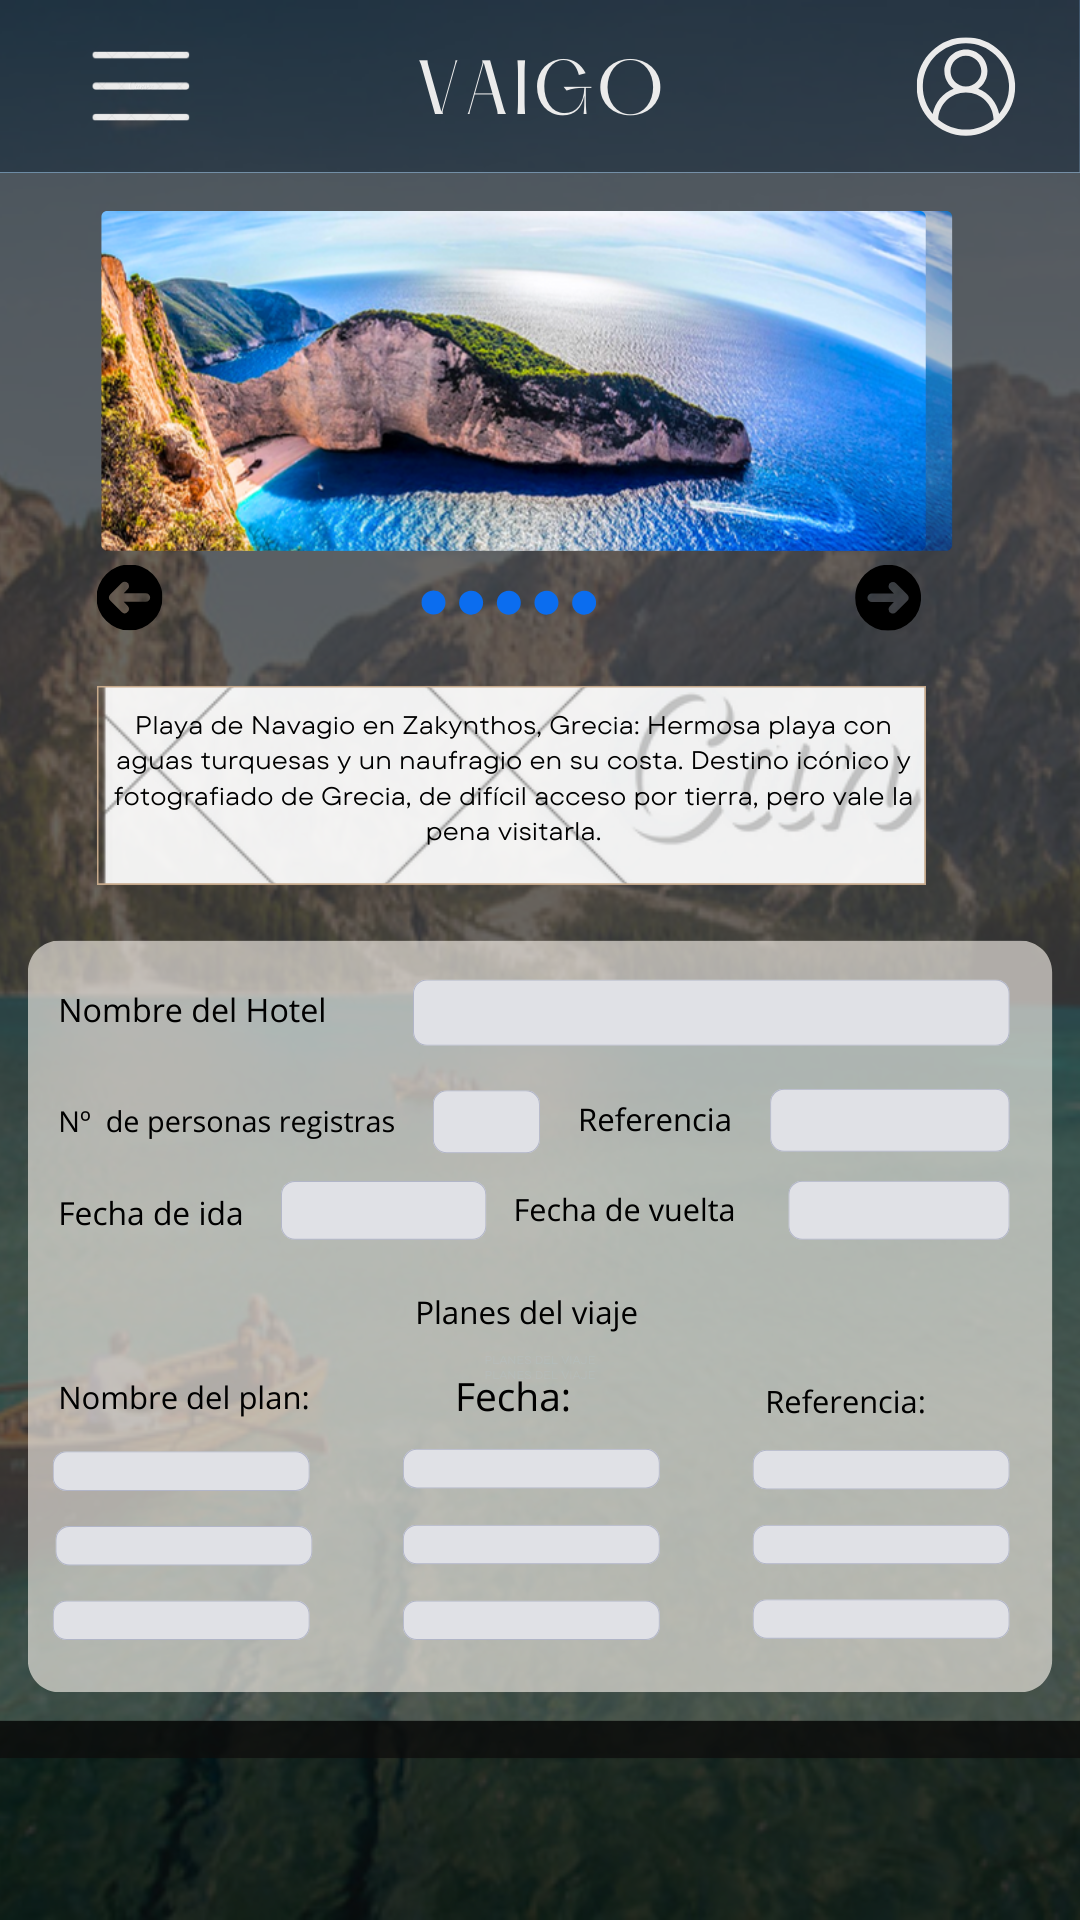 VAIGO
Playa de Navagio en Zakynthos, Grecia: Hermosa playa con
aguas turquesas y un naufragio en su costa. Destino icónico y
fotografiado de Grecia, de difícil acceso por tierra, pero vale la
pena visitarla.
Can
Nombre del Hotel
Nº de personas registras
Referencia
Fecha de ida
Fecha de vuelta
Planes del viaje
Nombre del plan:
Fecha:
Referencia: